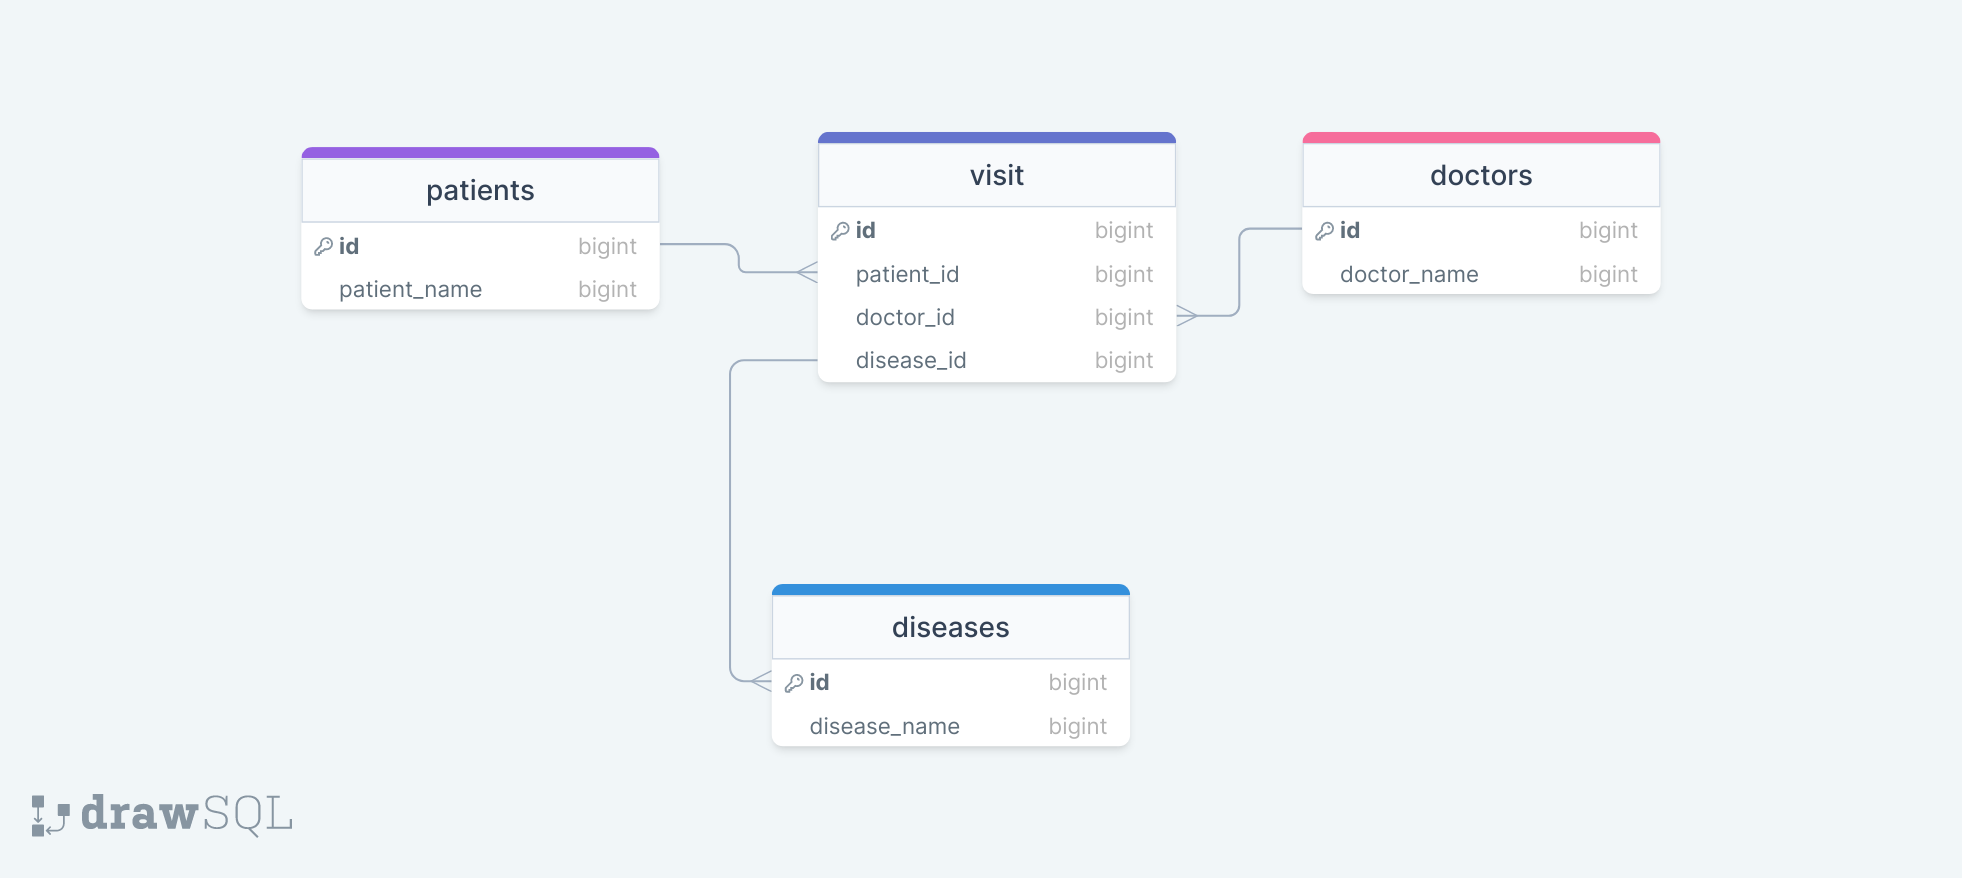 patients
id bigint
patient_name bigint
visit
id bigint
patient_id bigint
doctor_id bigint
disease_id bigint
doctors
id bigint
doctor_name bigint
diseases
id bigint
disease_name bigint
drawSQL